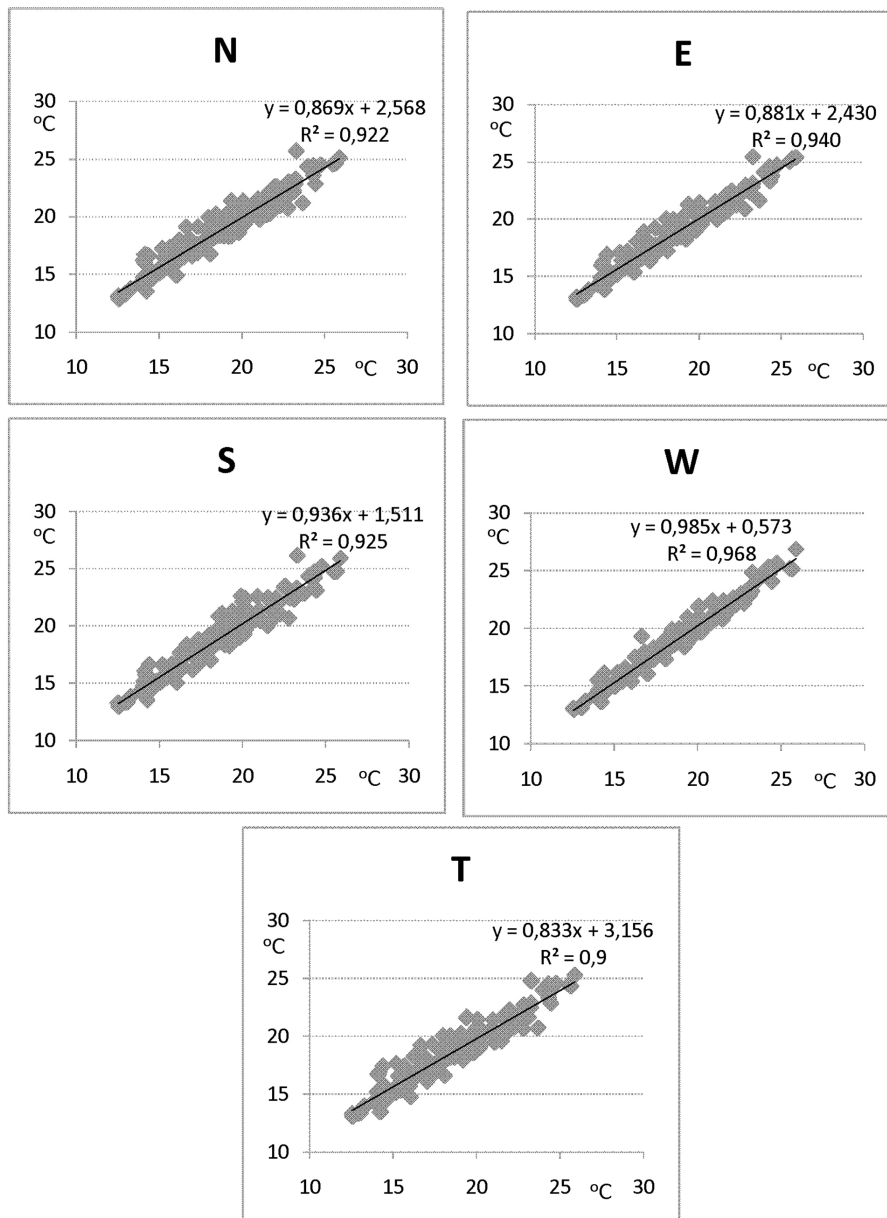 N
30
ºC
y = 0,869x + 2,568
R² = 0,922
25
20
15
10
10 15 20 25 ºC 30
E
30
ºC
y = 0,881x + 2,430
R² = 0,940
25
20
15
10
10 15 20 25 ºC 30
S
30
ºC
y = 0,936x + 1,511
R² = 0,925
25
20
15
10
10 15 20 25 ºC 30
W
30
ºC
y = 0,985x + 0,573
R² = 0,968
25
20
15
10
10 15 20 25 ºC 30
T
30
ºC
y = 0,833x + 3,156
R² = 0,9
25
20
15
10
10 15 20 25 ºC 30